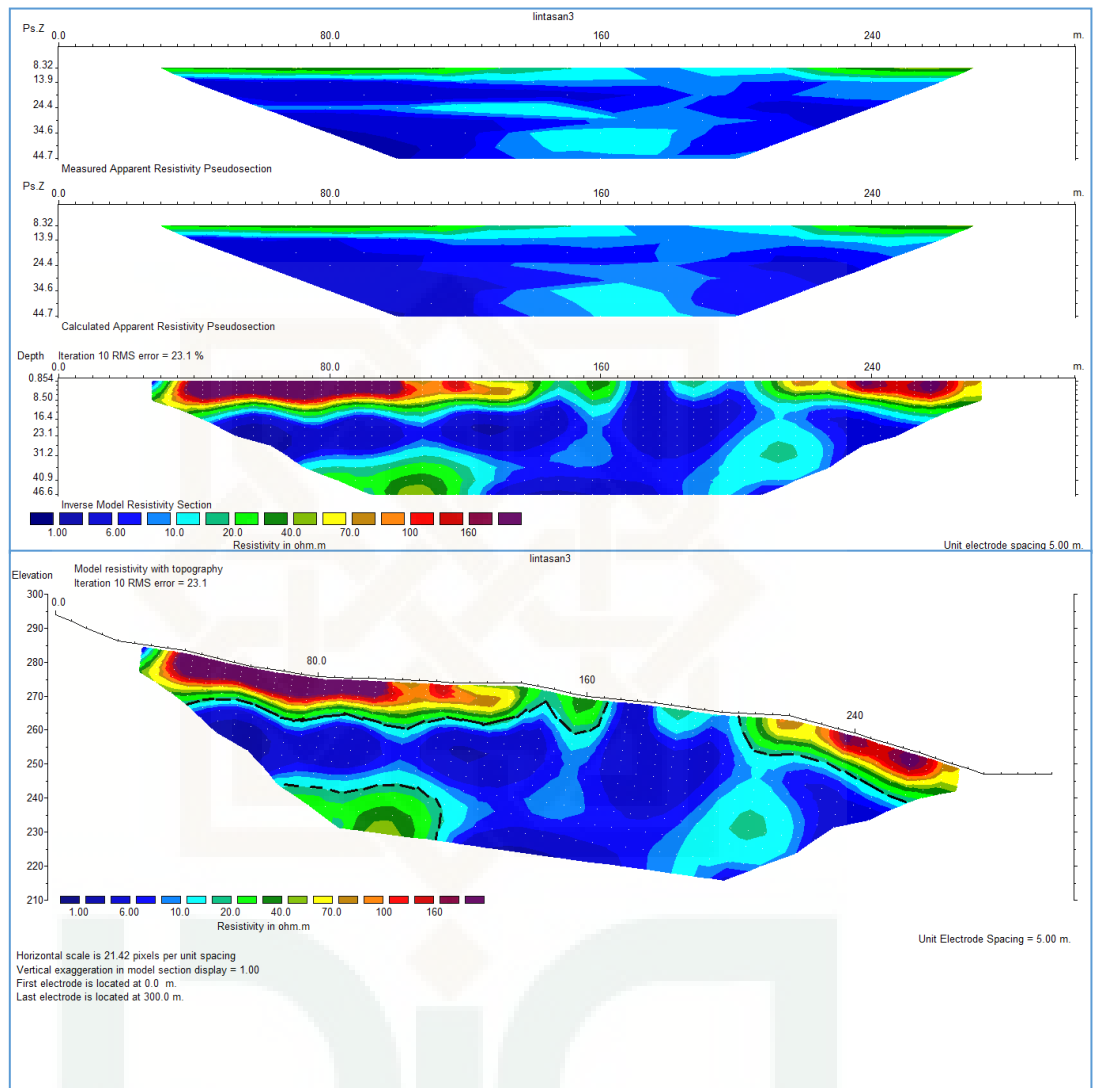 lintasan3
Ps.Z 0.0 80.0 160 240 m.
8.32
13.9
24.4
34.6
44.7
Measured Apparent Resistivity Pseudosection
Ps.Z 0.0 80.0 160 240 m.
8.32
13.9
24.4
34.6
44.7
Calculated Apparent Resistivity Pseudosection
Depth Iteration 10 RMS error = 23.1 %
0.0 80.0 160 240 m.
0.854
8.50
16.4
23.1
31.2
40.9
46.6
Inverse Model Resistivity Section
1.00 6.00 10.0 20.0 40.0 70.0 100 160
Resistivity in ohm.m
Unit electrode spacing 5.00 m.
lintasan3
Model resistivity with topography
Elevation
Iteration 10 RMS error = 23.1
300
0.0
290
280
80.0
270
160
260
240
250
240
230
220
210
1.00 6.00 10.0 20.0 40.0 70.0 100 160
Resistivity in ohm.m
Unit Electrode Spacing = 5.00 m.
Horizontal scale is 21.42 pixels per unit spacing
Vertical exaggeration in model section display = 1.00
First electrode is located at 0.0 m.
Last electrode is located at 300.0 m.